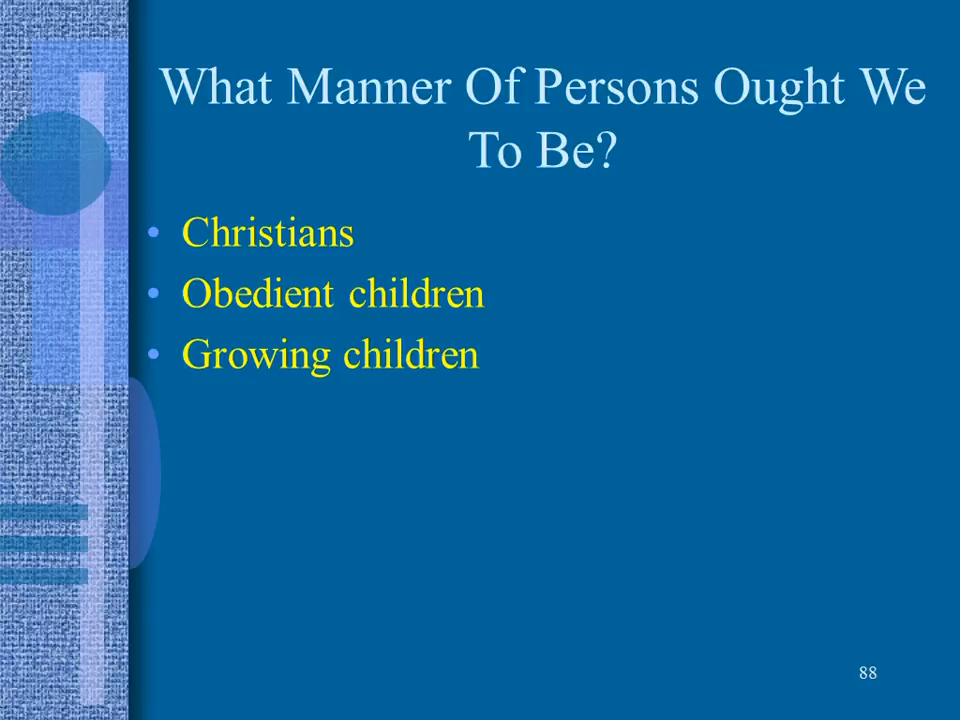 What Manner Of Persons Ought We
To Be?
• Christians
• Obedient children
• Growing children
88